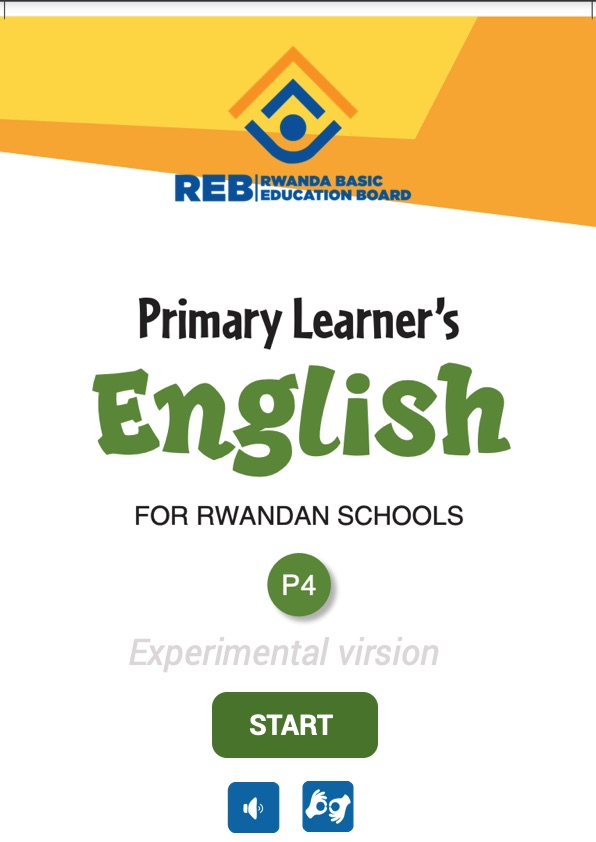 REB RWANDA BASIC
EDUCATION BOARD
Primary Learner's
English
FOR RWANDAN SCHOOLS
P4
Experimental virsion
START